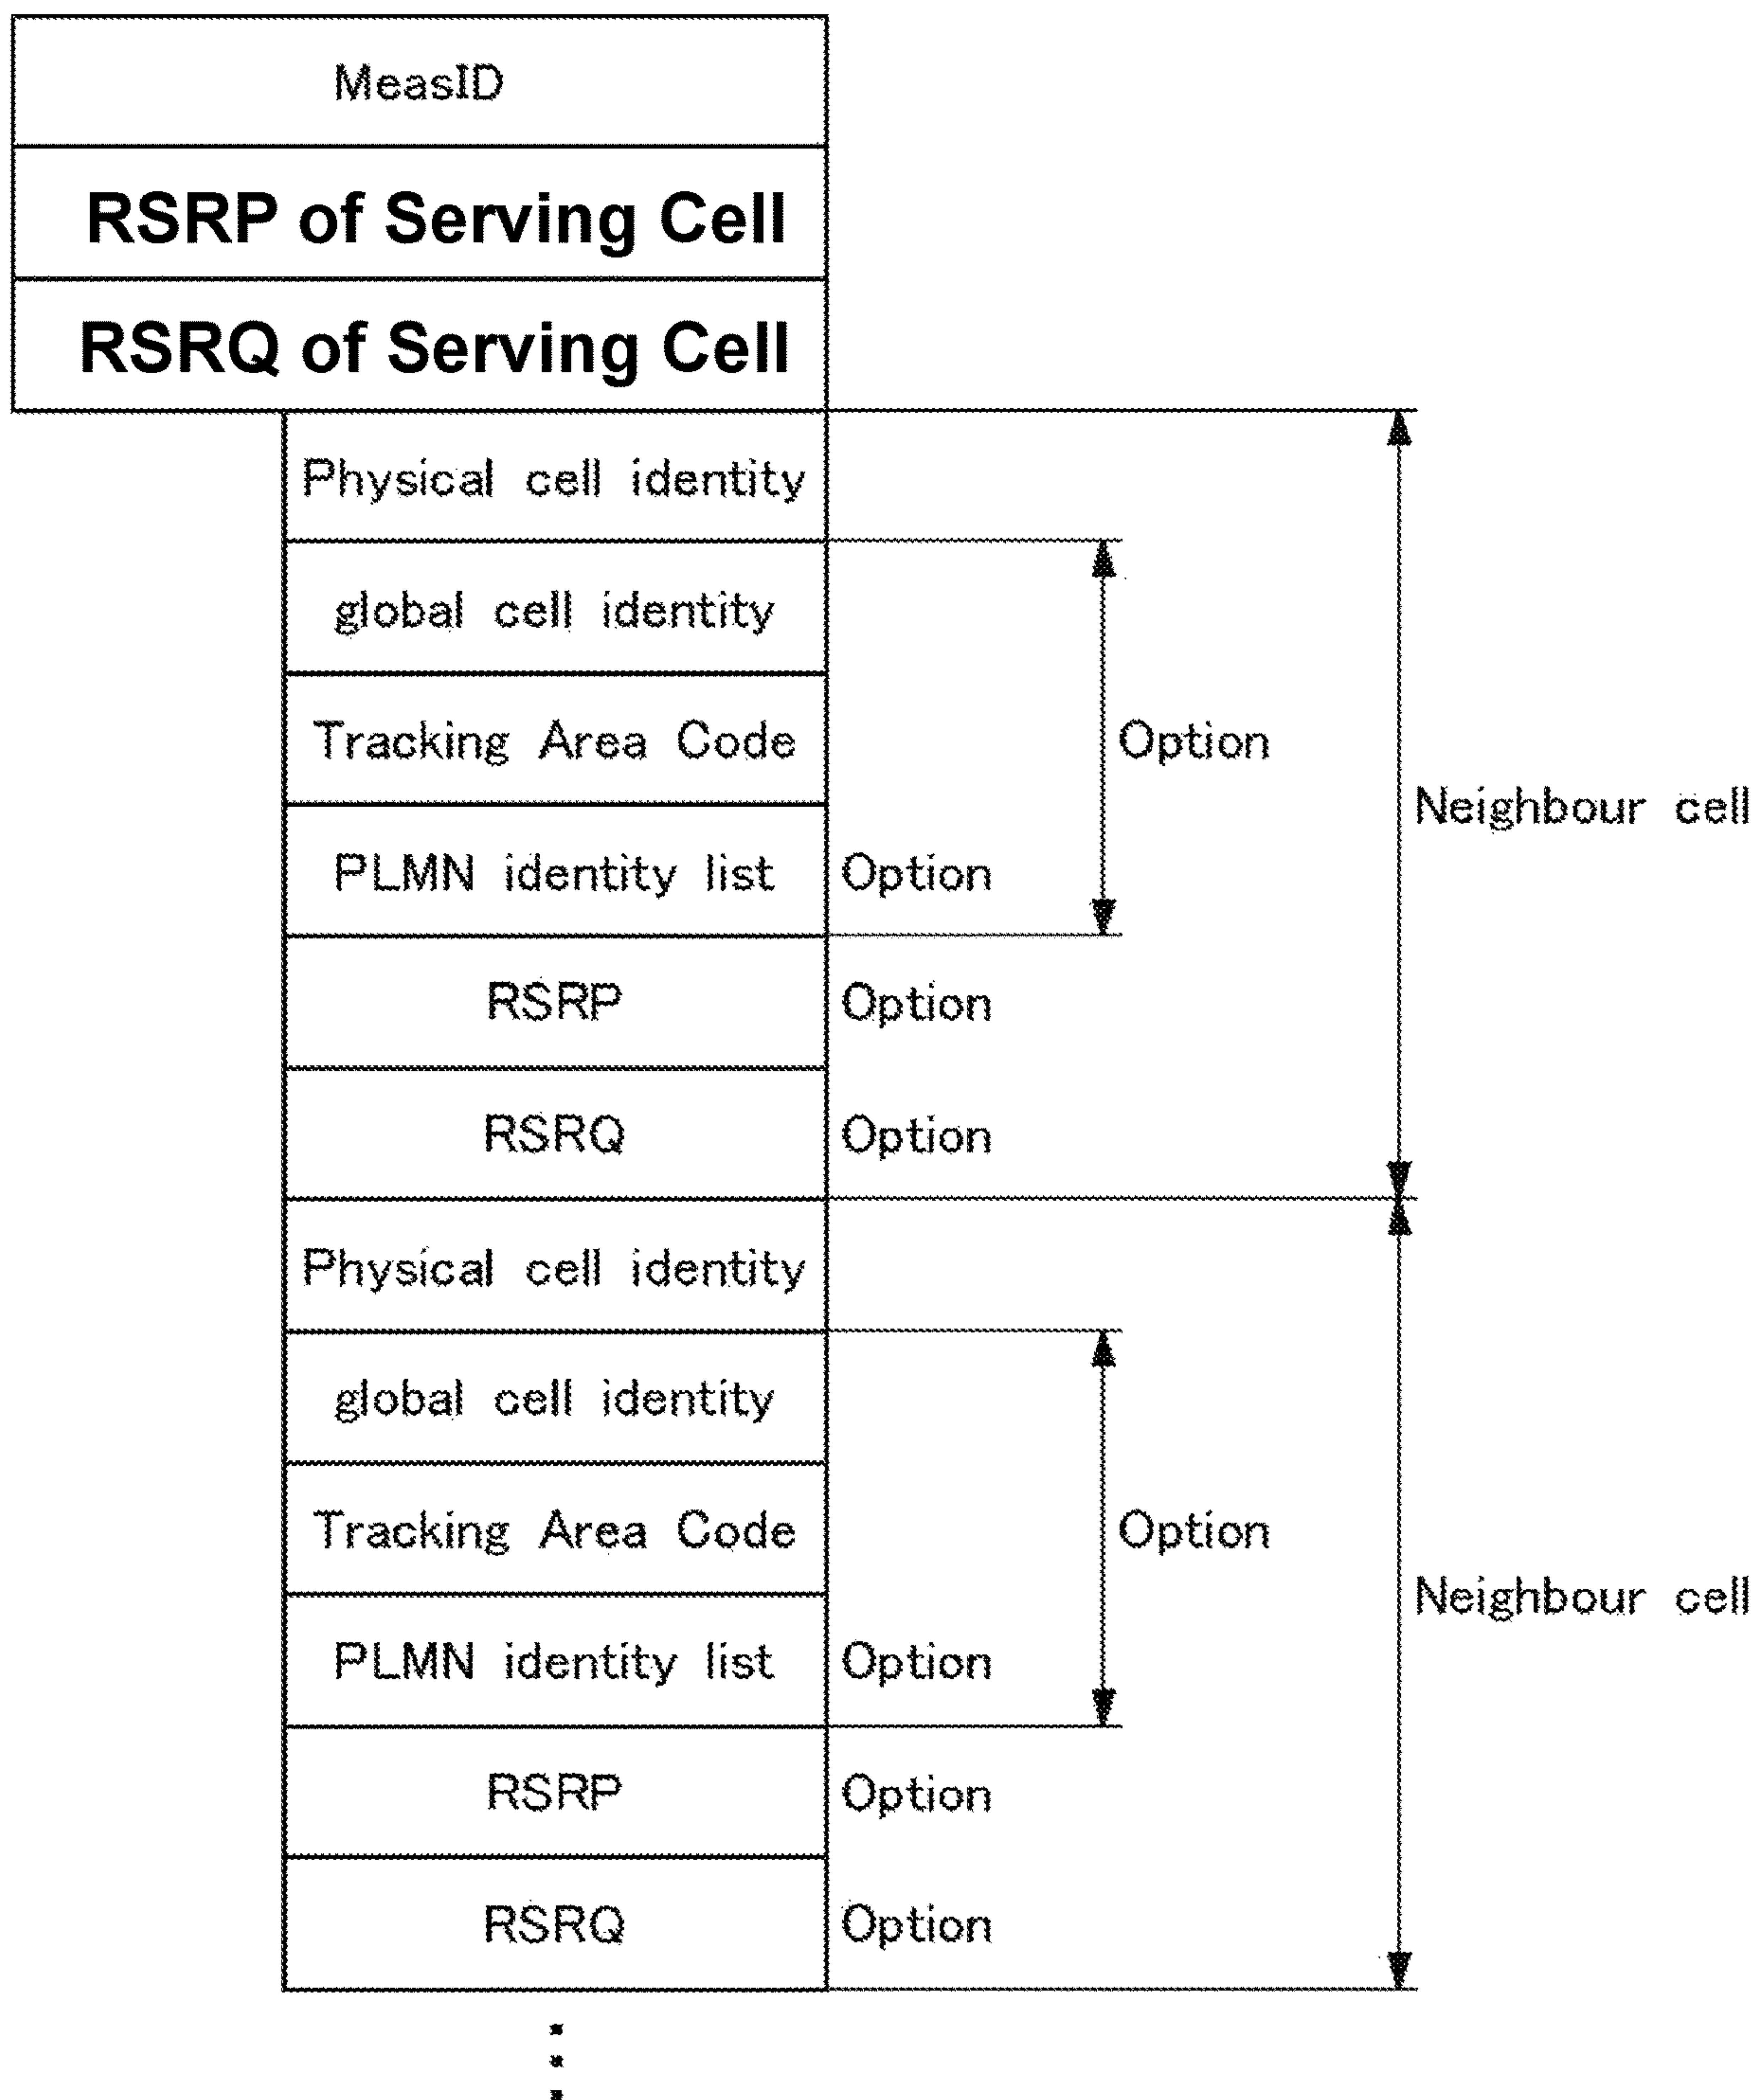 MeasID
RSRP of Serving Cell
RSRQ of Serving Cell
Physical cell identity
global cell identity
Tracking Area Code
Option
Neighbour cell
PLMN identity list
Option
RSRP
Option
RSRQ
Option
Physical cell identity
global cell identity
Tracking Area Code
Option
Neighbour cell
PLMN identity list
Option
RSRP
Option
RSRQ
Option